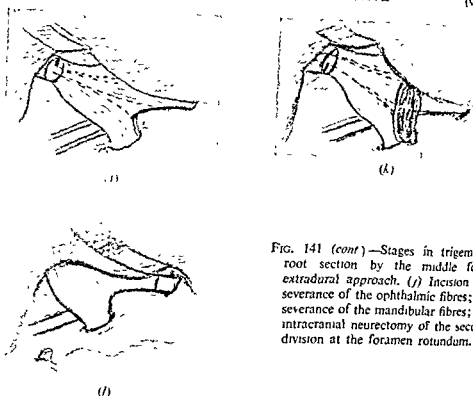 (j)
(k)
(l)
FIG. 141 (cont)—Stages in trigem
root section by the middle fo
extradural approach. (j) Incision
severance of the ophthalmic fibres;
severance of the mandibular fibres;
intracranial neurectomy of the sec
division at the foramen rotundum.